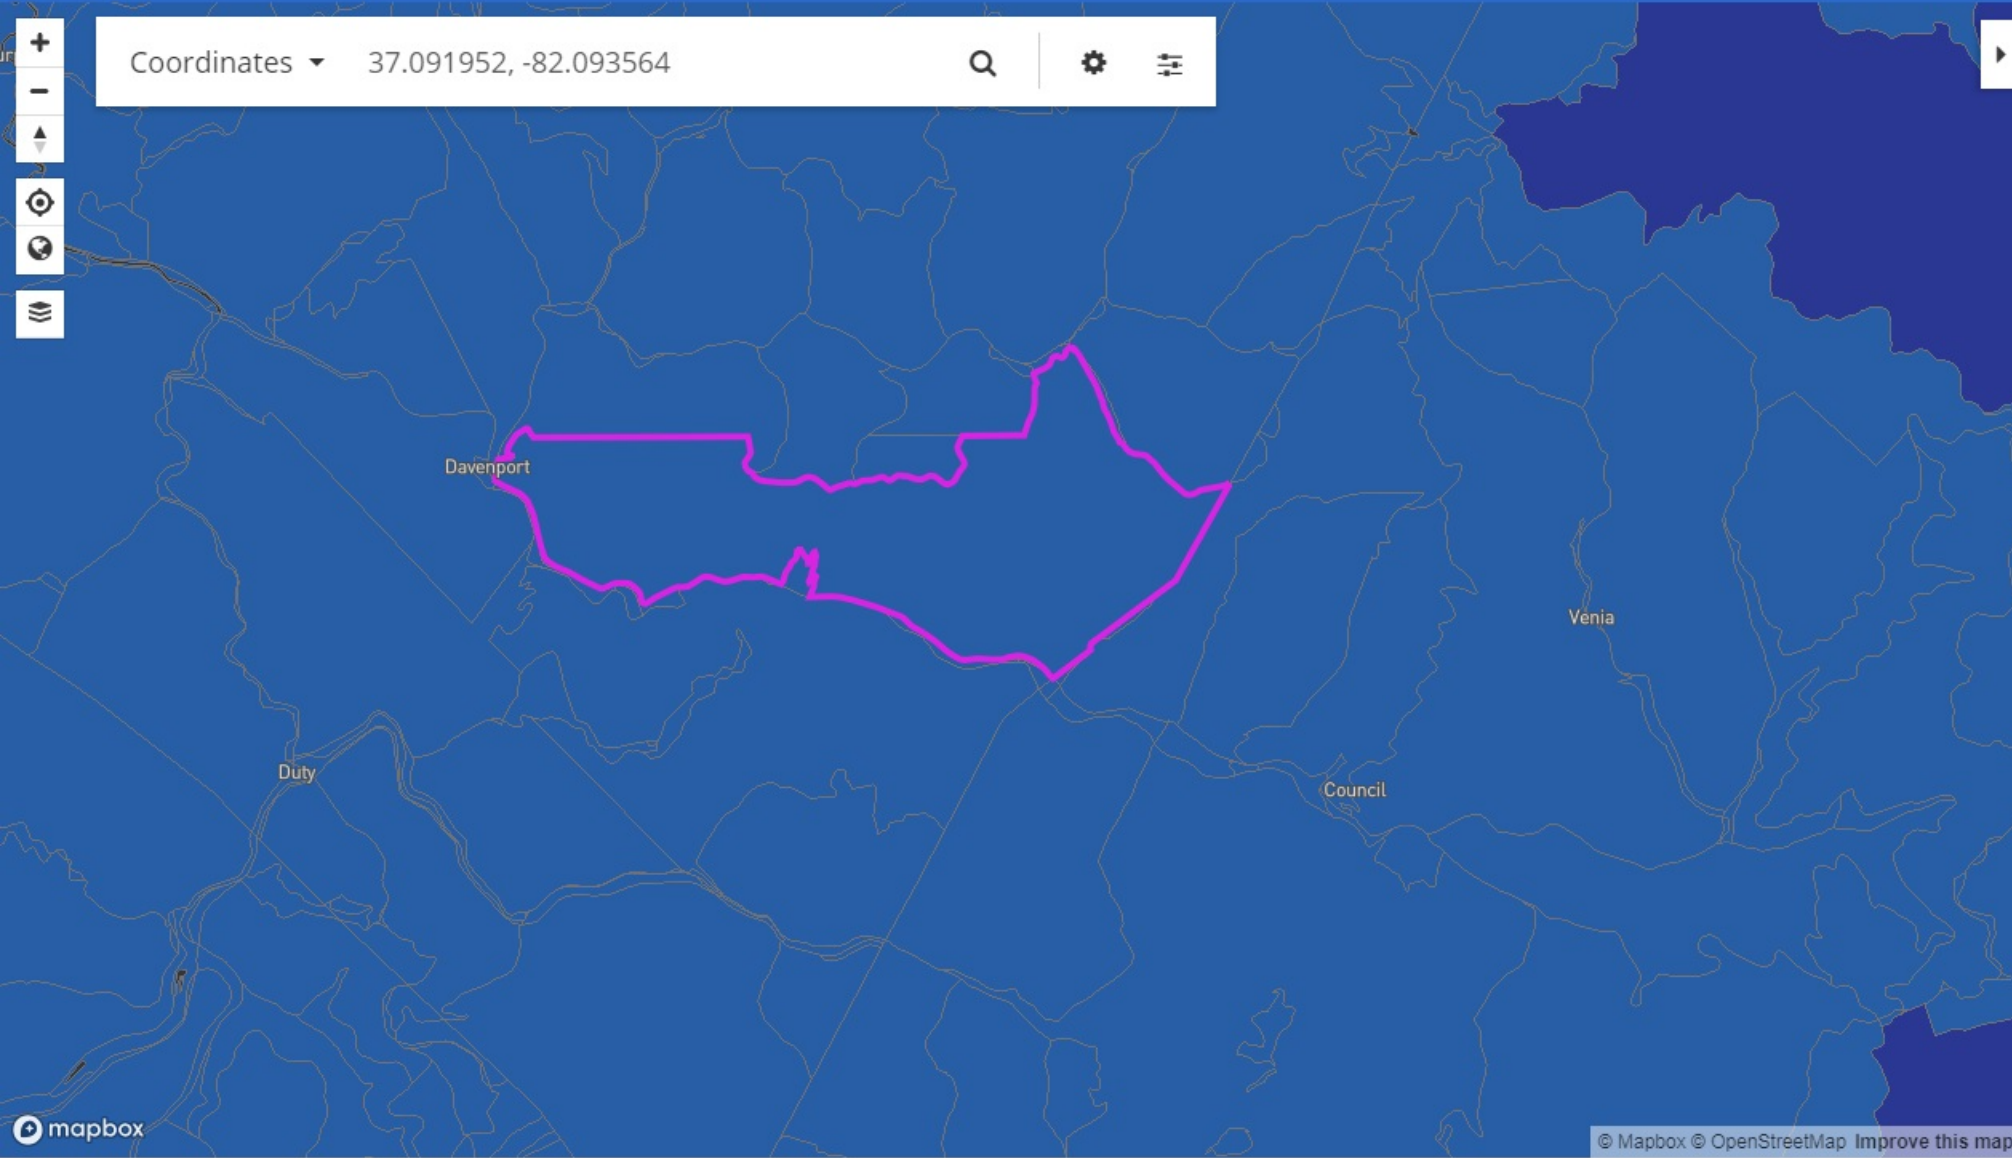 Coordinates 37.091952, -82.093564
Davenport
Venia
Duty
Council
mapbox
© Mapbox © OpenStreetMap Improve this map